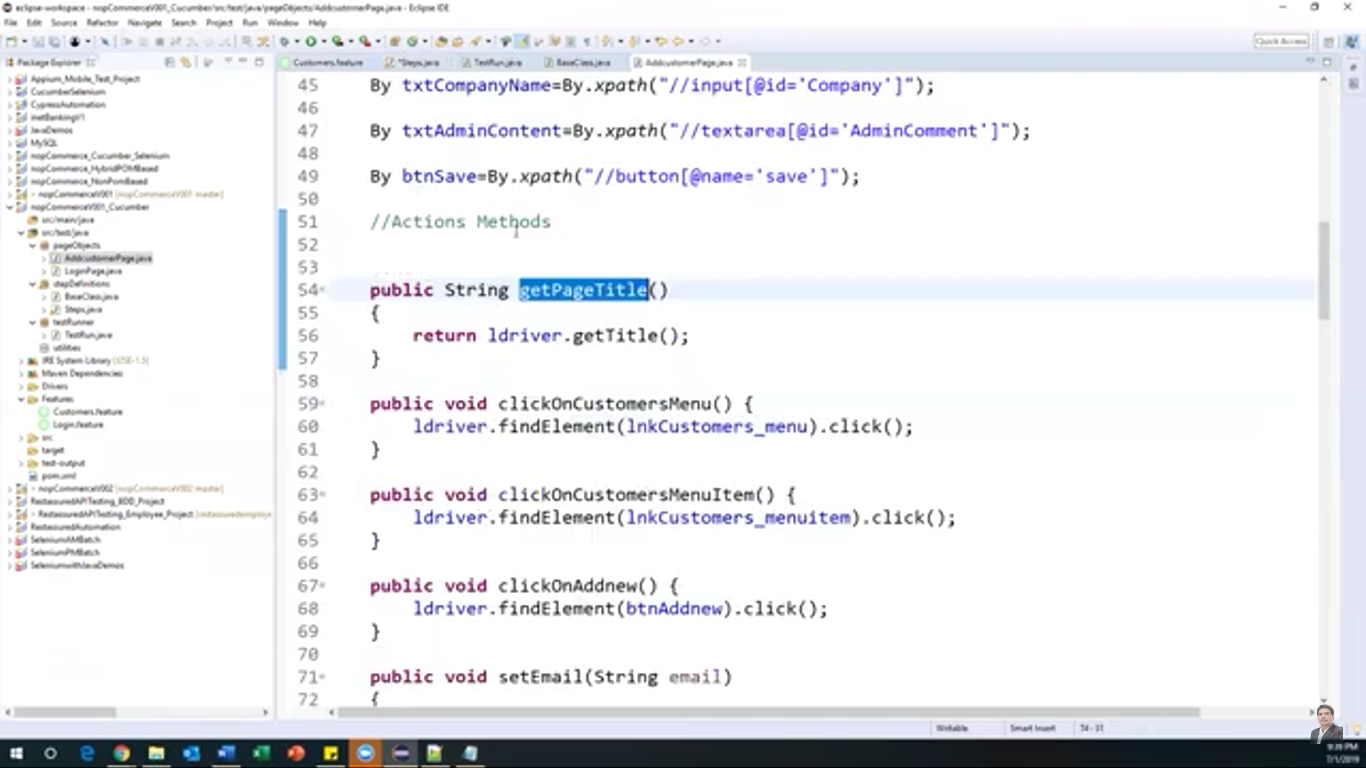 eclipse-workspace - nopCommerceV001_Cucumber/src/test/java/pageObjects/AddcustomerPage.java - Eclipse IDE
File Edit Source Refactor Navigate Search Project Run Window Help
Quick Access
Package Explorer
Customers.feature *Steps.java TestRun.java BaseClass.java AddcustomerPage.java
Appium_Mobile_Test_Project
CucumberSelenium
CypressAutomation
inetBankingV1
JavaDemos
MySQL
nopCommerce_Cucumber_Selenium
nopCommerce_HybridPOMBased
nopCommerce_NonPomBased
> nopCommerceV001 [nopCommerceV001 master]
nopCommerceV001_Cucumber
src/main/java
src/test/java
pageObjects
AddcustomerPage.java
LoginPage.java
stepDefinitions
BaseClass.java
Steps.java
testRunner
TestRun.java
utilities
JRE System Library [J2SE-1.5]
Maven Dependencies
Drivers
Features
Customers.feature
Login.feature
src
target
test-output
pom.xml
> nopCommerceV002 [nopCommerceV002 master]
RestassuredAPITesting_BDD_Project
> RestassuredAPITesting_Employee_Project [restassuredemploye
RestassuredAutomation
SeleniumAMBatch
SeleniumPMBatch
SeleniumwithJavaDemos
45 By txtCompanyName=By.xpath("//input[@id='Company']");
46
47 By txtAdminContent=By.xpath("//textarea[@id='AdminComment']");
48
49 By btnSave=By.xpath("//button[@name='save']");
50
51 //Actions Methods
52
53
54 public String getPageTitle()
55 {
56 return ldriver.getTitle();
57 }
58
59 public void clickOnCustomersMenu() {
60 ldriver.findElement(lnkCustomers_menu).click();
61 }
62
63 public void clickOnCustomersMenuItem() {
64 ldriver.findElement(lnkCustomers_menuitem).click();
65 }
66
67 public void clickOnAddnew() {
68 ldriver.findElement(btnAddnew).click();
69 }
70
71 public void setEmail(String email)
72 {
Writable Smart Insert 74 : 37
9:39 PM
7/1/2019